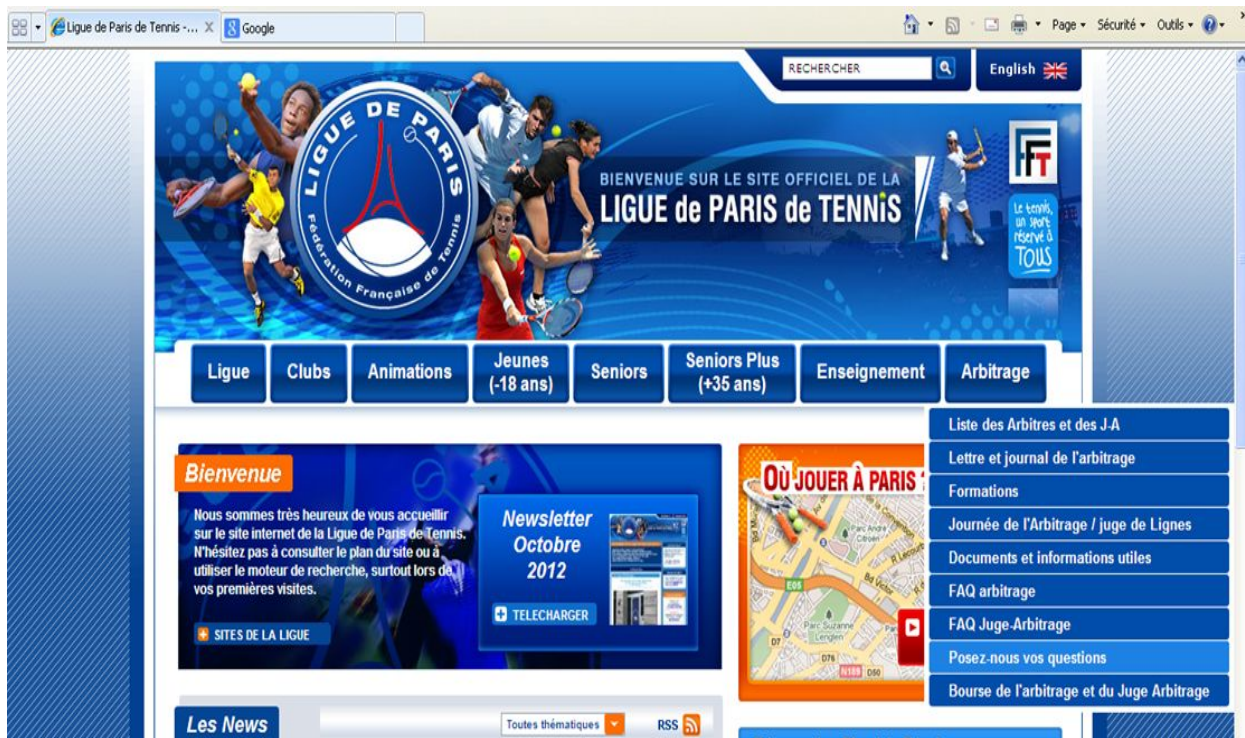 Ligue de Paris de Tennis -... X
Google
Page
Sécurité
Outils
RECHERCHER
English
LIGUE DE PARIS
Fédération Française de Tennis
BIENVENUE SUR LE SITE OFFICIEL DE LA
LIGUE de PARIS de TENNiS
FFT
Le tennis,
un sport
réservé à
TOUS
Ligue
Clubs
Animations
Jeunes
(-18 ans)
Seniors
Seniors Plus
(+35 ans)
Enseignement
Arbitrage
Liste des Arbitres et des J-A
Lettre et journal de l'arbitrage
Formations
Journée de l'Arbitrage / juge de Lignes
Documents et informations utiles
FAQ arbitrage
FAQ Juge-Arbitrage
Posez-nous vos questions
Bourse de l'arbitrage et du Juge Arbitrage
Bienvenue
Nous sommes très heureux de vous accueillir
sur le site internet de la Ligue de Paris de Tennis.
N'hésitez pas à consulter le plan du site ou à
utiliser le moteur de recherche, surtout lors de
vos premières visites.
SITES DE LA LIGUE
Newsletter
Octobre
2012
TELECHARGER
OÙ JOUER À PARIS ?
Parc André
Citroën
E05
Bd Victor
Parc Suzanne
Lenglen
D7
D76
N189
D50
Les News
Toutes thématiques
RSS